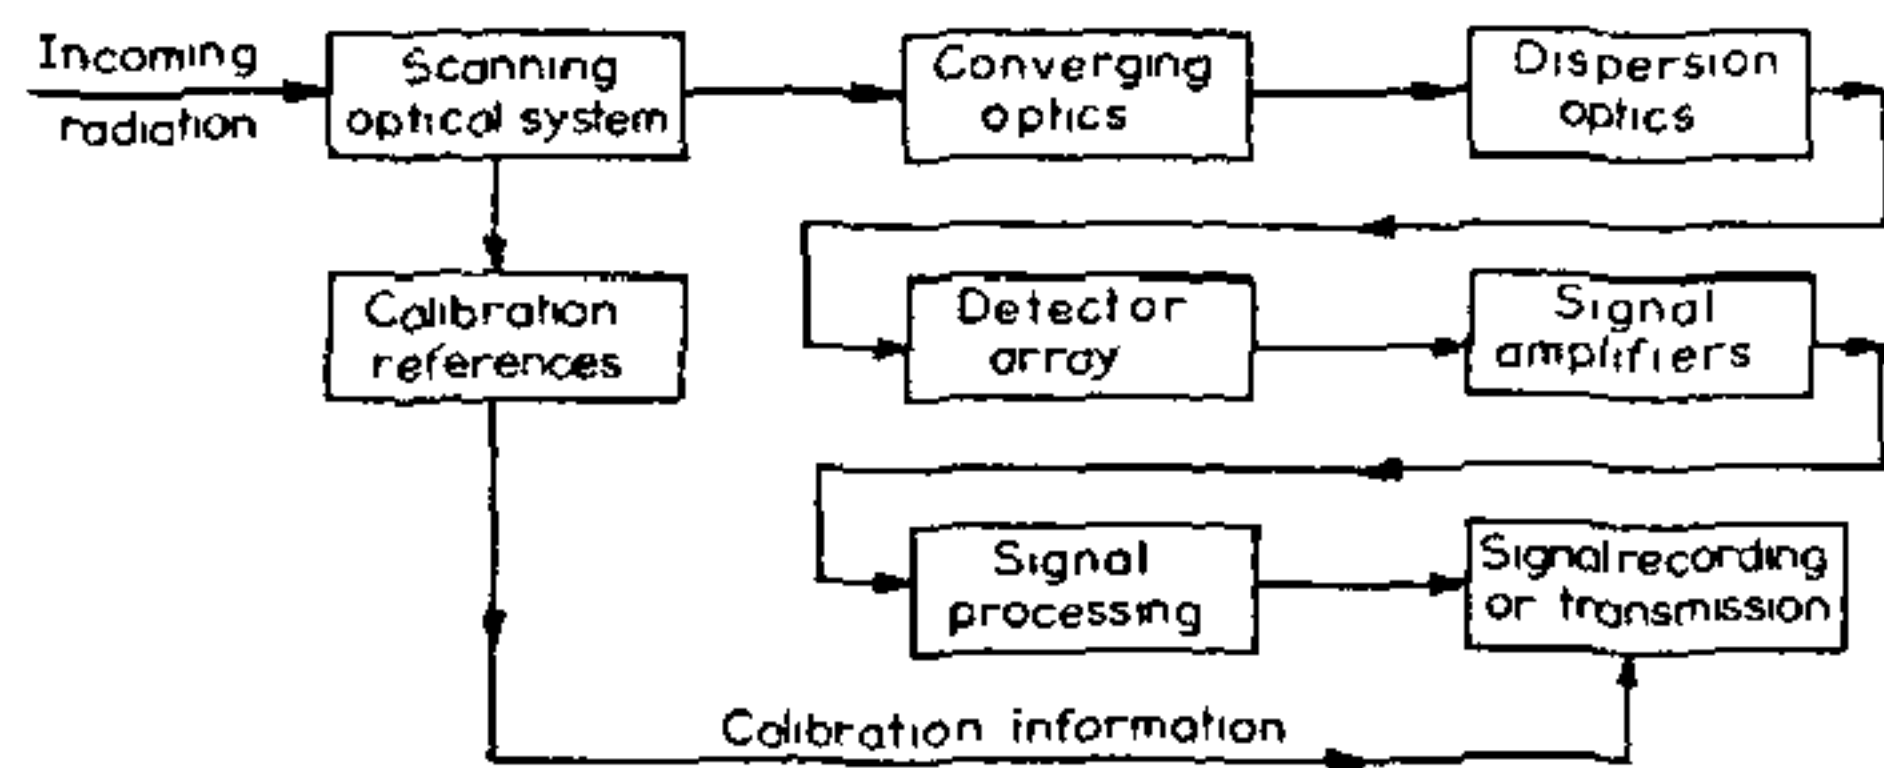 Incoming
radiation
Scanning
optical system
Converging
optics
Dispersion
optics
Calibration
references
Detector
array
Signal
amplifiers
Signal
processing
Signal recording
or transmission
Calibration information